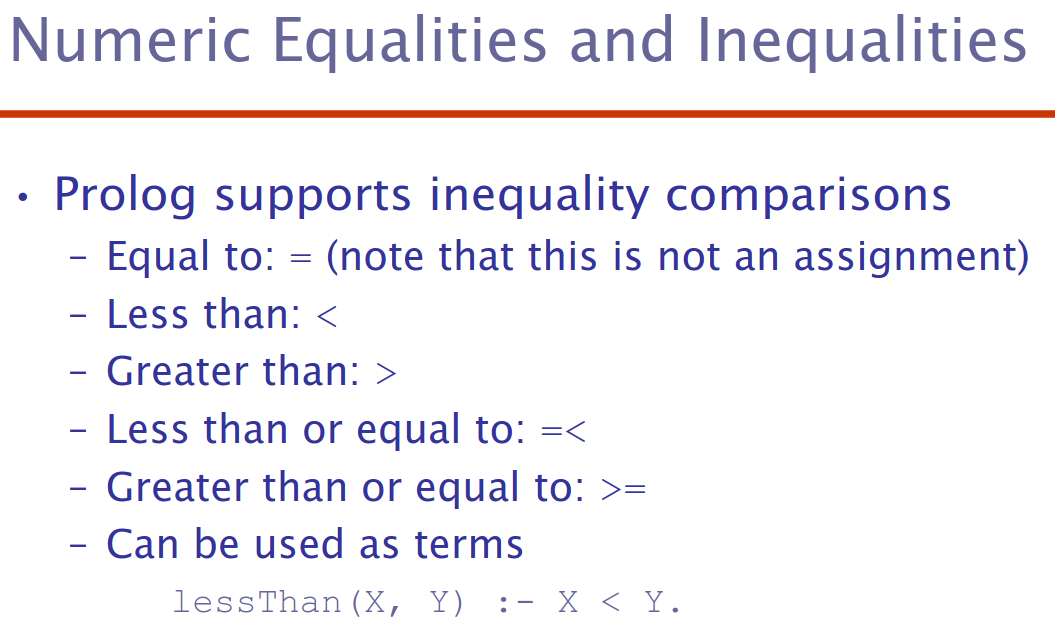 Numeric Equalities and Inequalities
• Prolog supports inequality comparisons
– Equal to: = (note that this is not an assignment)
– Less than: <
– Greater than: >
– Less than or equal to: =<
– Greater than or equal to: >=
– Can be used as terms
lessThan(X, Y) :- X < Y.